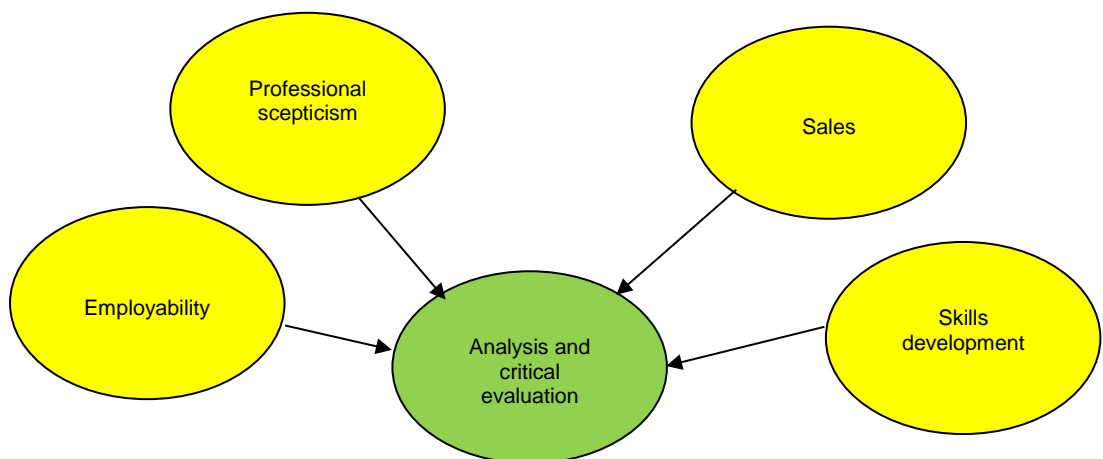 Professional
scepticism
Sales
Employability
Skills
development
Analysis and
critical
evaluation